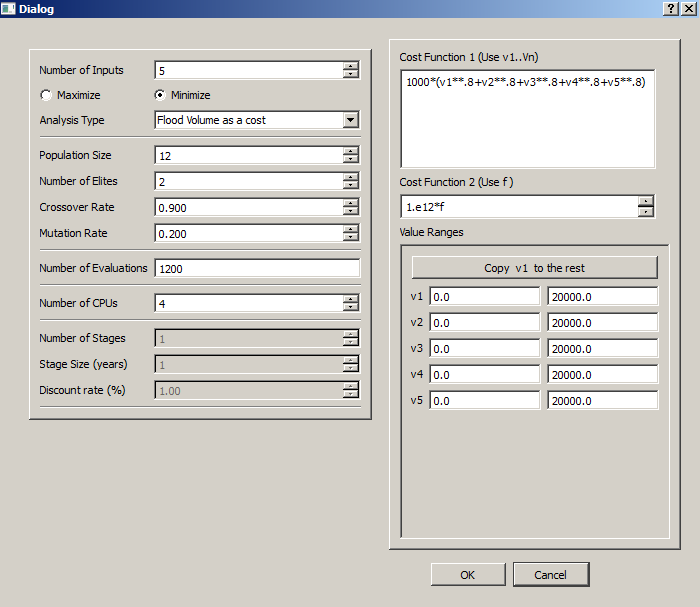 Dialog
Number of Inputs 5
Maximize Minimize
Analysis Type Flood Volume as a cost
Population Size 12
Number of Elites 2
Crossover Rate 0.900
Mutation Rate 0.200
Number of Evaluations 1200
Number of CPUs 4
Number of Stages 1
Stage Size (years) 1
Discount rate (%) 1.00
Cost Function 1 (Use v1..Vn)
1000*(v1**.8+v2**.8+v3**.8+v4**.8+v5**.8)
Cost Function 2 (Use f)
1.e12*f
Value Ranges
Copy v1 to the rest
v1 0.0 20000.0
v2 0.0 20000.0
v3 0.0 20000.0
v4 0.0 20000.0
v5 0.0 20000.0
OK Cancel